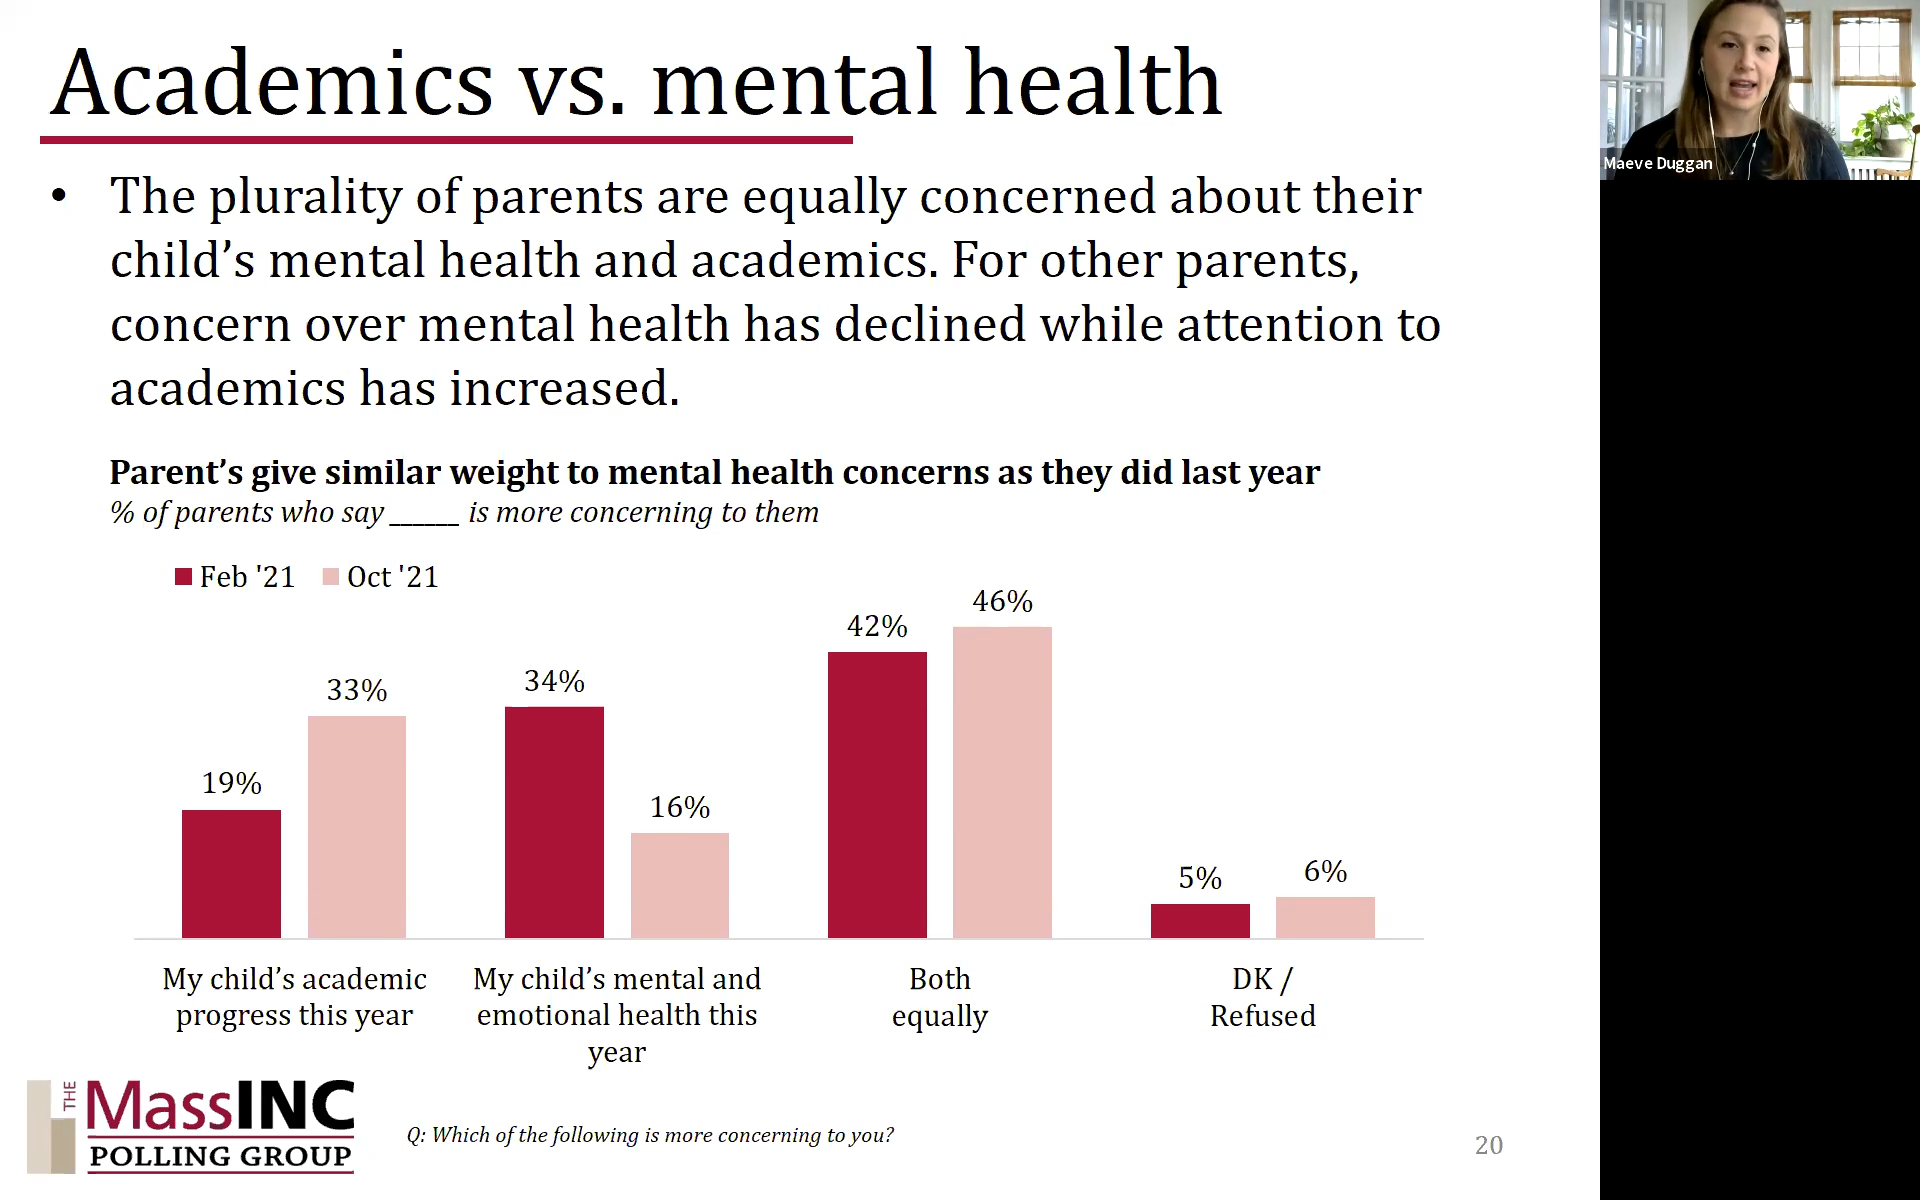 Academics vs. mental health
• The plurality of parents are equally concerned about their
child’s mental health and academics. For other parents,
concern over mental health has declined while attention to
academics has increased.
Parent’s give similar weight to mental health concerns as they did last year
% of parents who say ______ is more concerning to them
Feb '21 Oct '21
19% 33% 34% 16% 42% 46% 5% 6%
My child’s academic
progress this year
My child’s mental and
emotional health this
year
Both
equally
DK /
Refused
THE
MassINC
POLLING GROUP
Q: Which of the following is more concerning to you?
20
Maeve Duggan